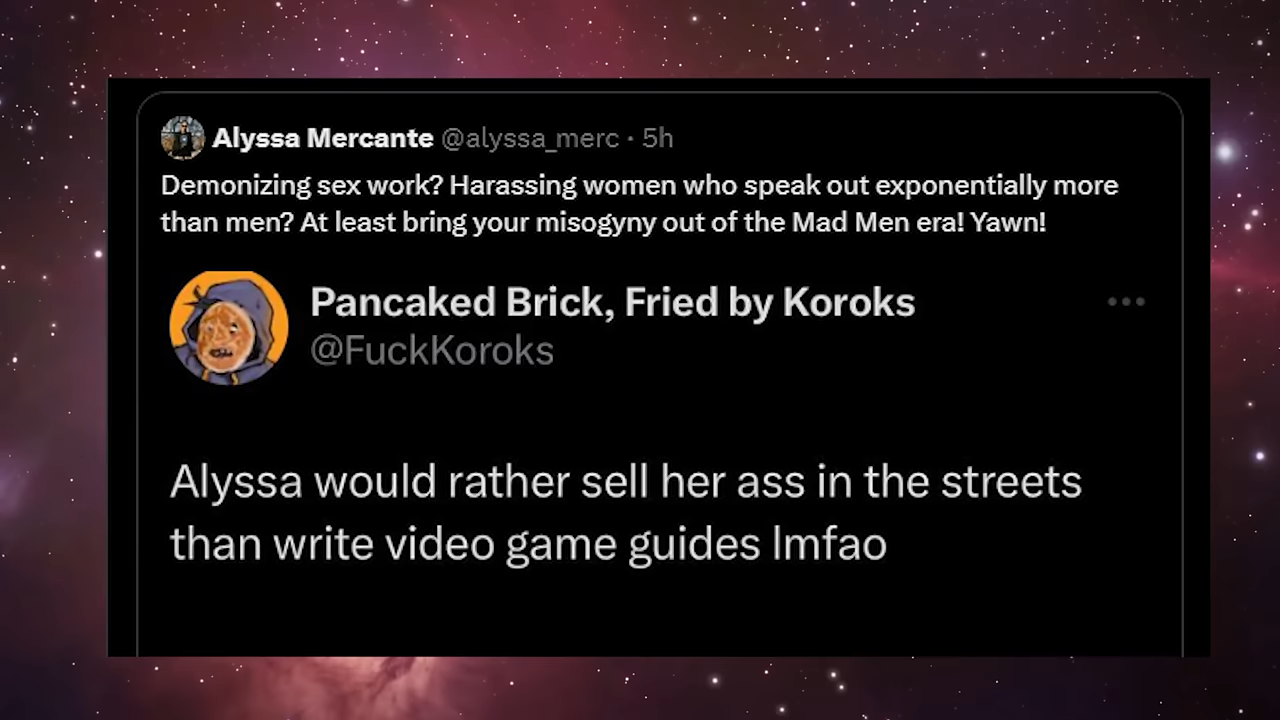 Alyssa Mercante @alyssa_merc · 5h
Demonizing sex work? Harassing women who speak out exponentially more
than men? At least bring your misogyny out of the Mad Men era! Yawn!
Pancaked Brick, Fried by Koroks
@FuckKoroks
Alyssa would rather sell her ass in the streets
than write video game guides lmfao